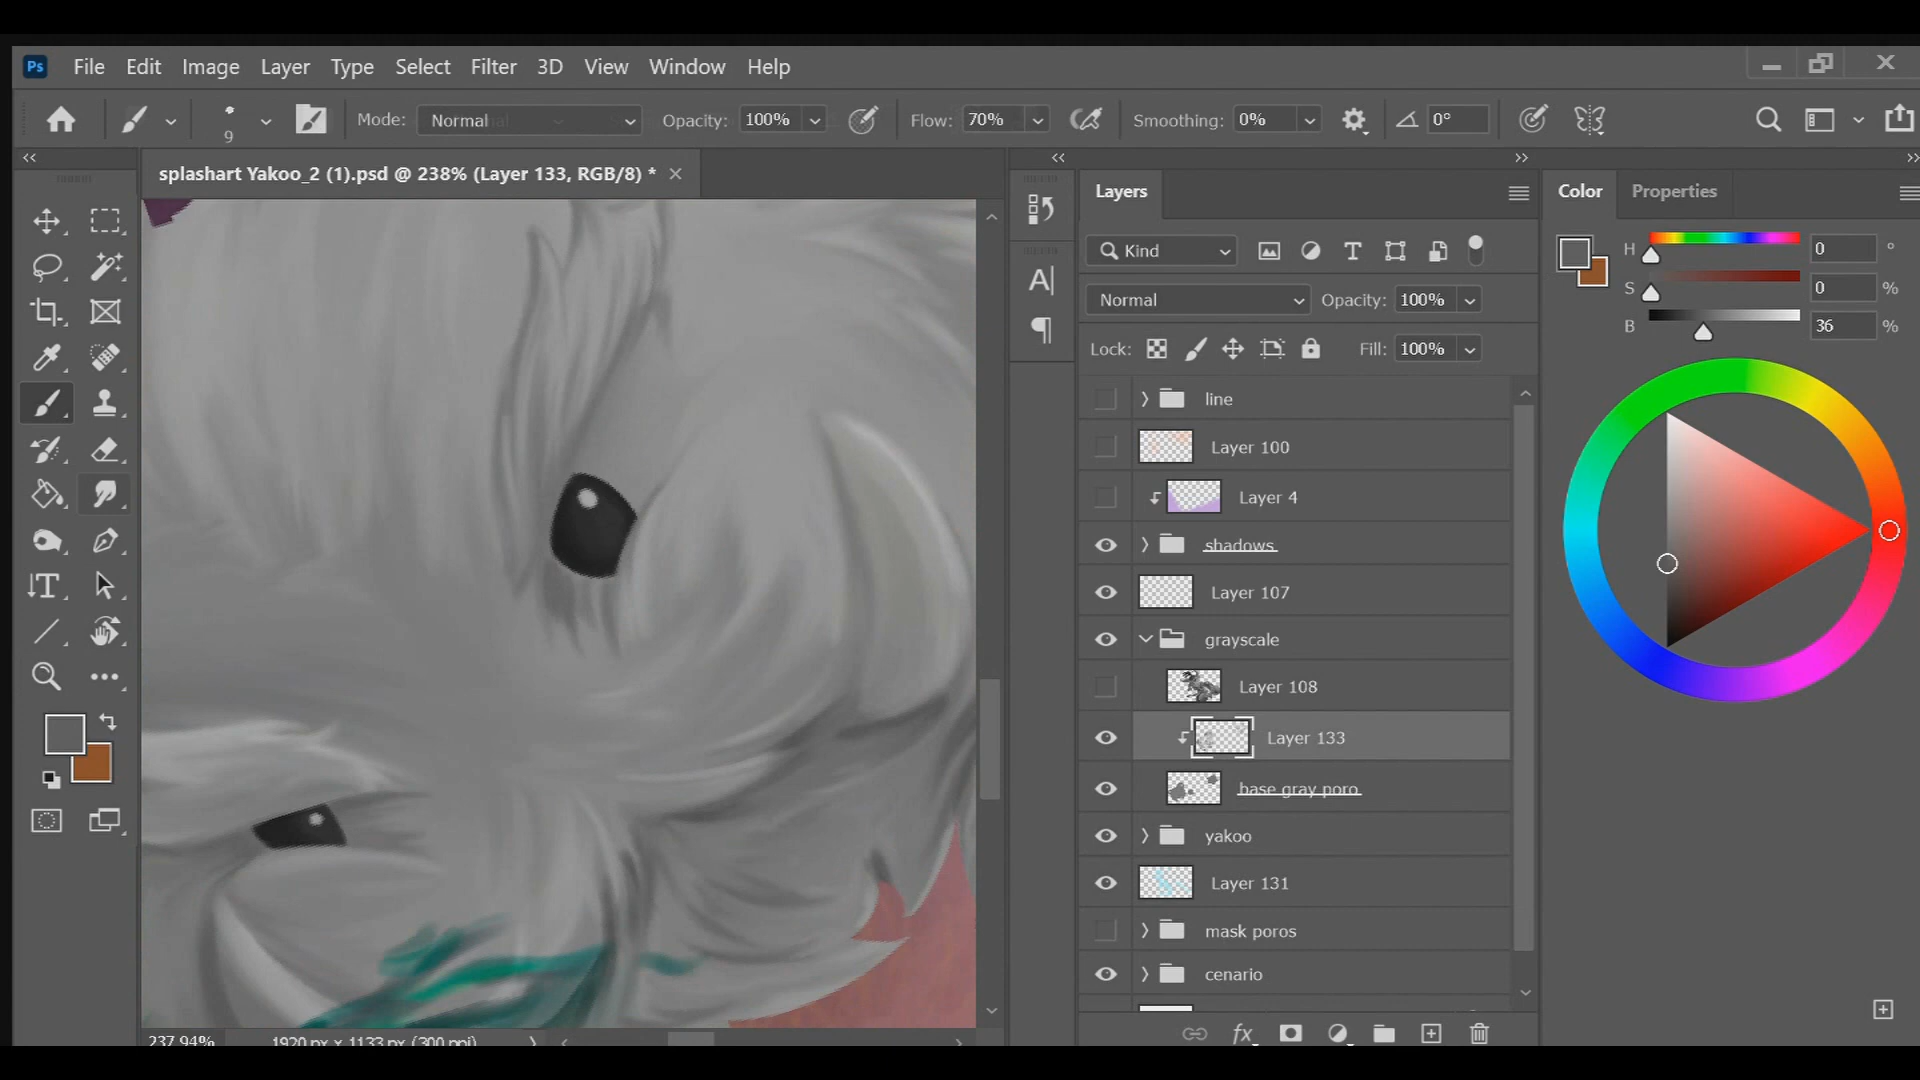 Ps File Edit Image Layer Type Select Filter 3D View Window Help
9 Mode: Normal Opacity: 100% Flow: 70% Smoothing: 0% 0°
splashart Yakoo_2 (1).psd @ 238% (Layer 133, RGB/8) *
Layers
Color Properties
Kind
H 0 °
Normal Opacity: 100%
S 0 %
B 36 %
Lock: Fill: 100%
line
Layer 100
Layer 4
shadows
Layer 107
grayscale
Layer 108
Layer 133
base gray poro
yakoo
Layer 131
mask poros
cenario
237.94% 1920 px x 1133 px (300 ppi)